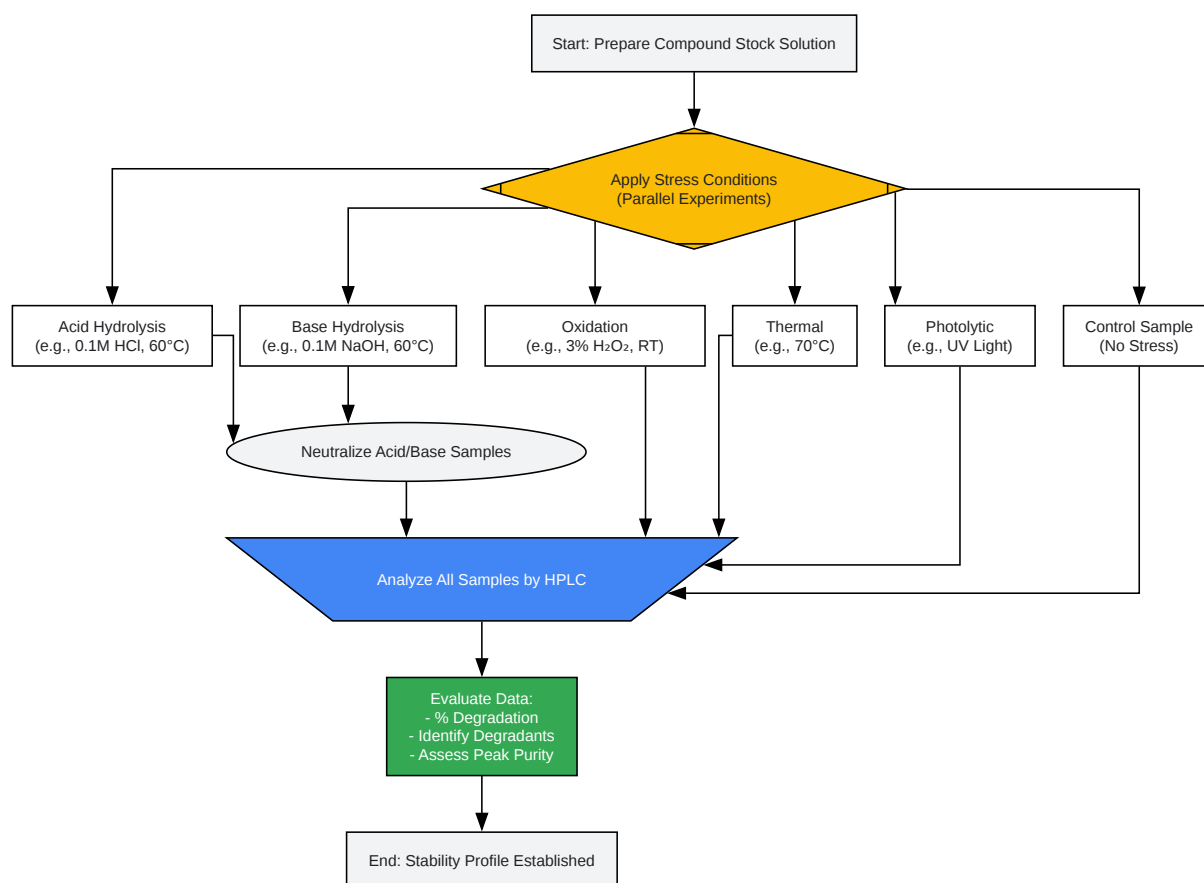 Start: Prepare Compound Stock Solution
Apply Stress Conditions
(Parallel Experiments)
Acid Hydrolysis
(e.g., 0.1M HCl, 60°C)
Base Hydrolysis
(e.g., 0.1M NaOH, 60°C)
Oxidation
(e.g., 3% H₂O₂, RT)
Thermal
(e.g., 70°C)
Photolytic
(e.g., UV Light)
Control Sample
(No Stress)
Neutralize Acid/Base Samples
Analyze All Samples by HPLC
Evaluate Data:
- % Degradation
- Identify Degradants
- Assess Peak Purity
End: Stability Profile Established